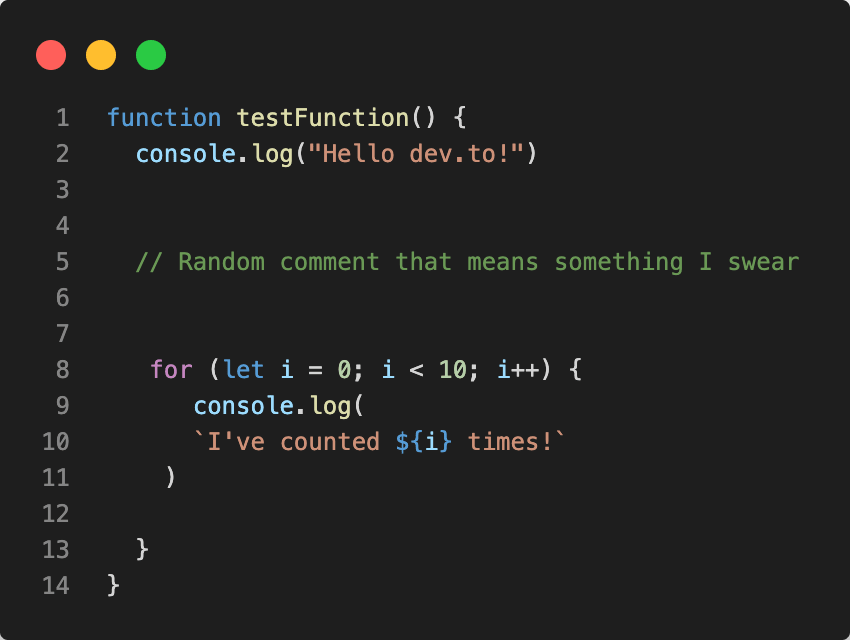 1 function testFunction() {
2   console.log("Hello dev.to!")
3
4
5   // Random comment that means something I swear
6
7
8    for (let i = 0; i < 10; i++) {
9       console.log(
10       `I've counted ${i} times!`
11     )
12
13   }
14 }